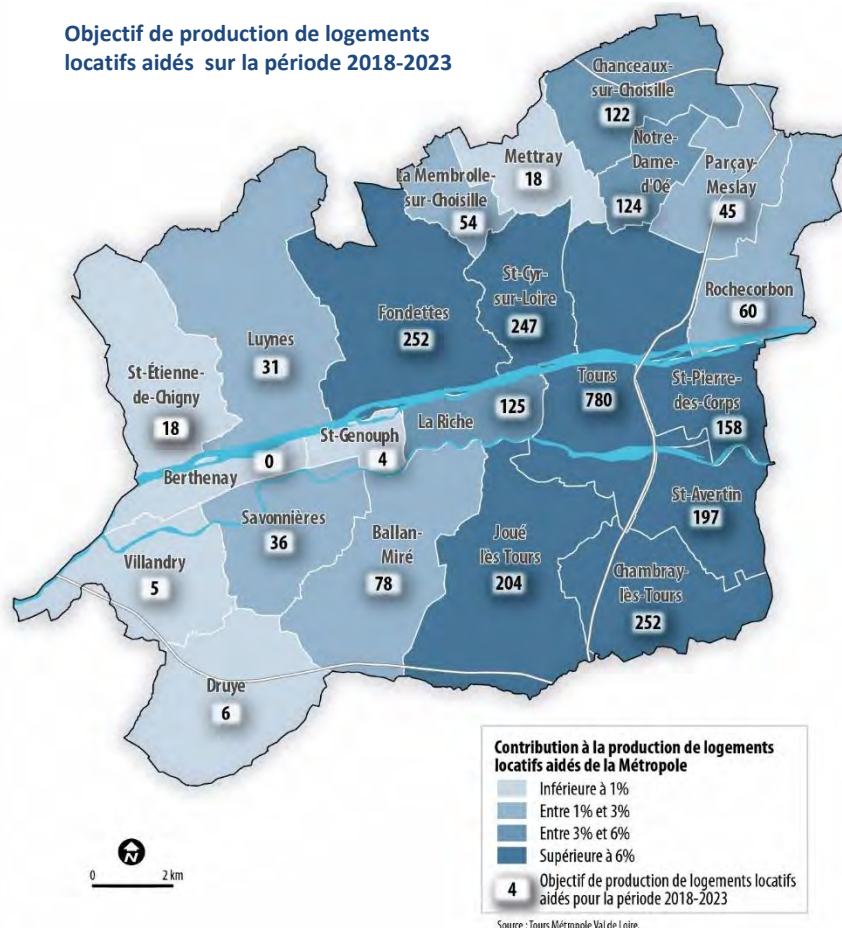 Objectif de production de logements
locatifs aidés sur la période 2018-2023
Chanceaux-
sur-Choisille
122
Notre-
Dame-
d'Oé
124
Mettray
18
Parçay-
Meslay
45
La Membrolle-
sur-Choisille
54
St-Cyr-
sur-Loire
247
Rochecorbon
60
Fondettes
252
Luynes
31
St-Étienne-
de-Chigny
18
Tours
780
St-Pierre-
des-Corps
158
La Riche
125
St-Genouph
4
Berthenay
0
St-Avertin
197
Savonnières
36
Ballan-
Miré
78
Joué
lès Tours
204
Villandry
5
Chambray-
lès-Tours
252
Druye
6
N
0 2 km
Contribution à la production de logements
locatifs aidés de la Métropole
Inférieure à 1%
Entre 1% et 3%
Entre 3% et 6%
Supérieure à 6%
4 Objectif de production de logements locatifs
aidés pour la période 2018-2023
Source : Tours Métropole Val de Loire.